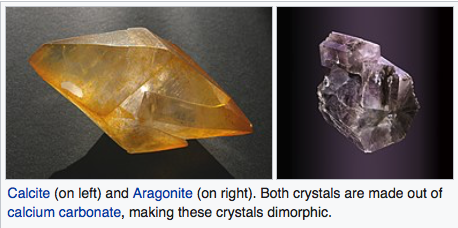 Calcite (on left) and Aragonite (on right). Both crystals are made out of
calcium carbonate, making these crystals dimorphic.